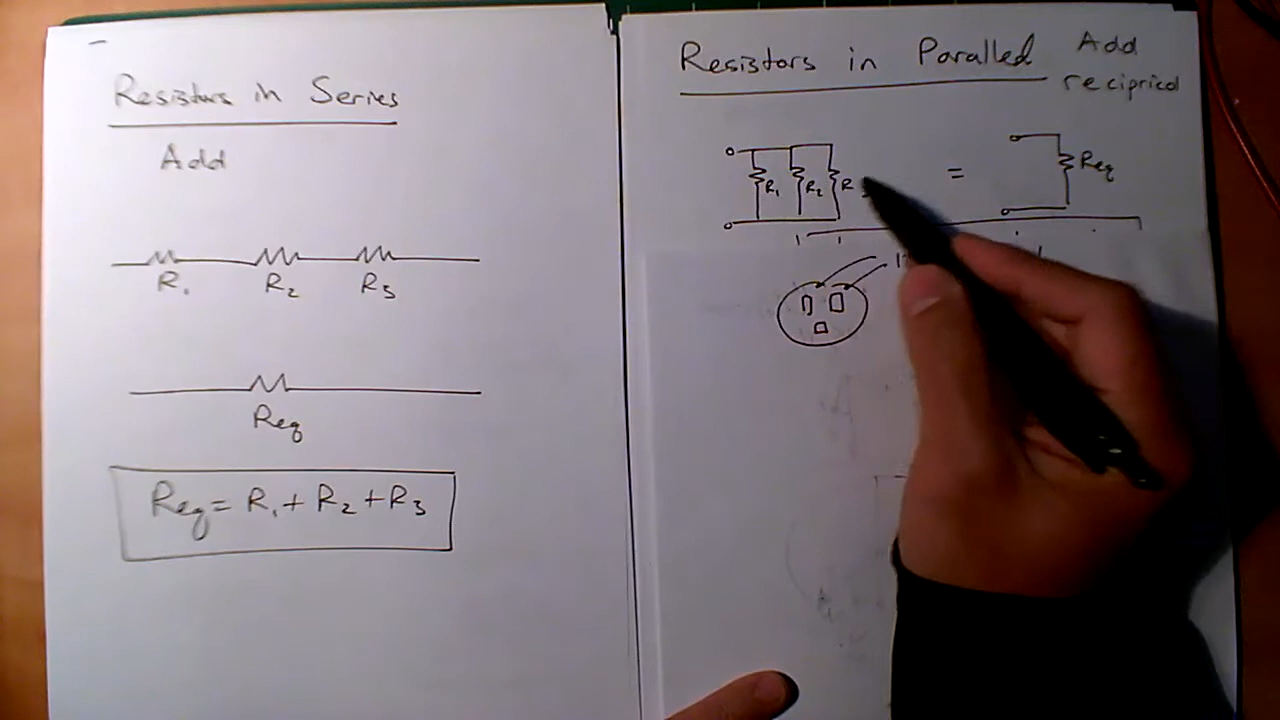 Resistors in Series
Add
R1 R2 R3
Req
Req = R1 + R2 + R3
Resistors in Paralled
Add
reciprical
R1 R2 R
= Req